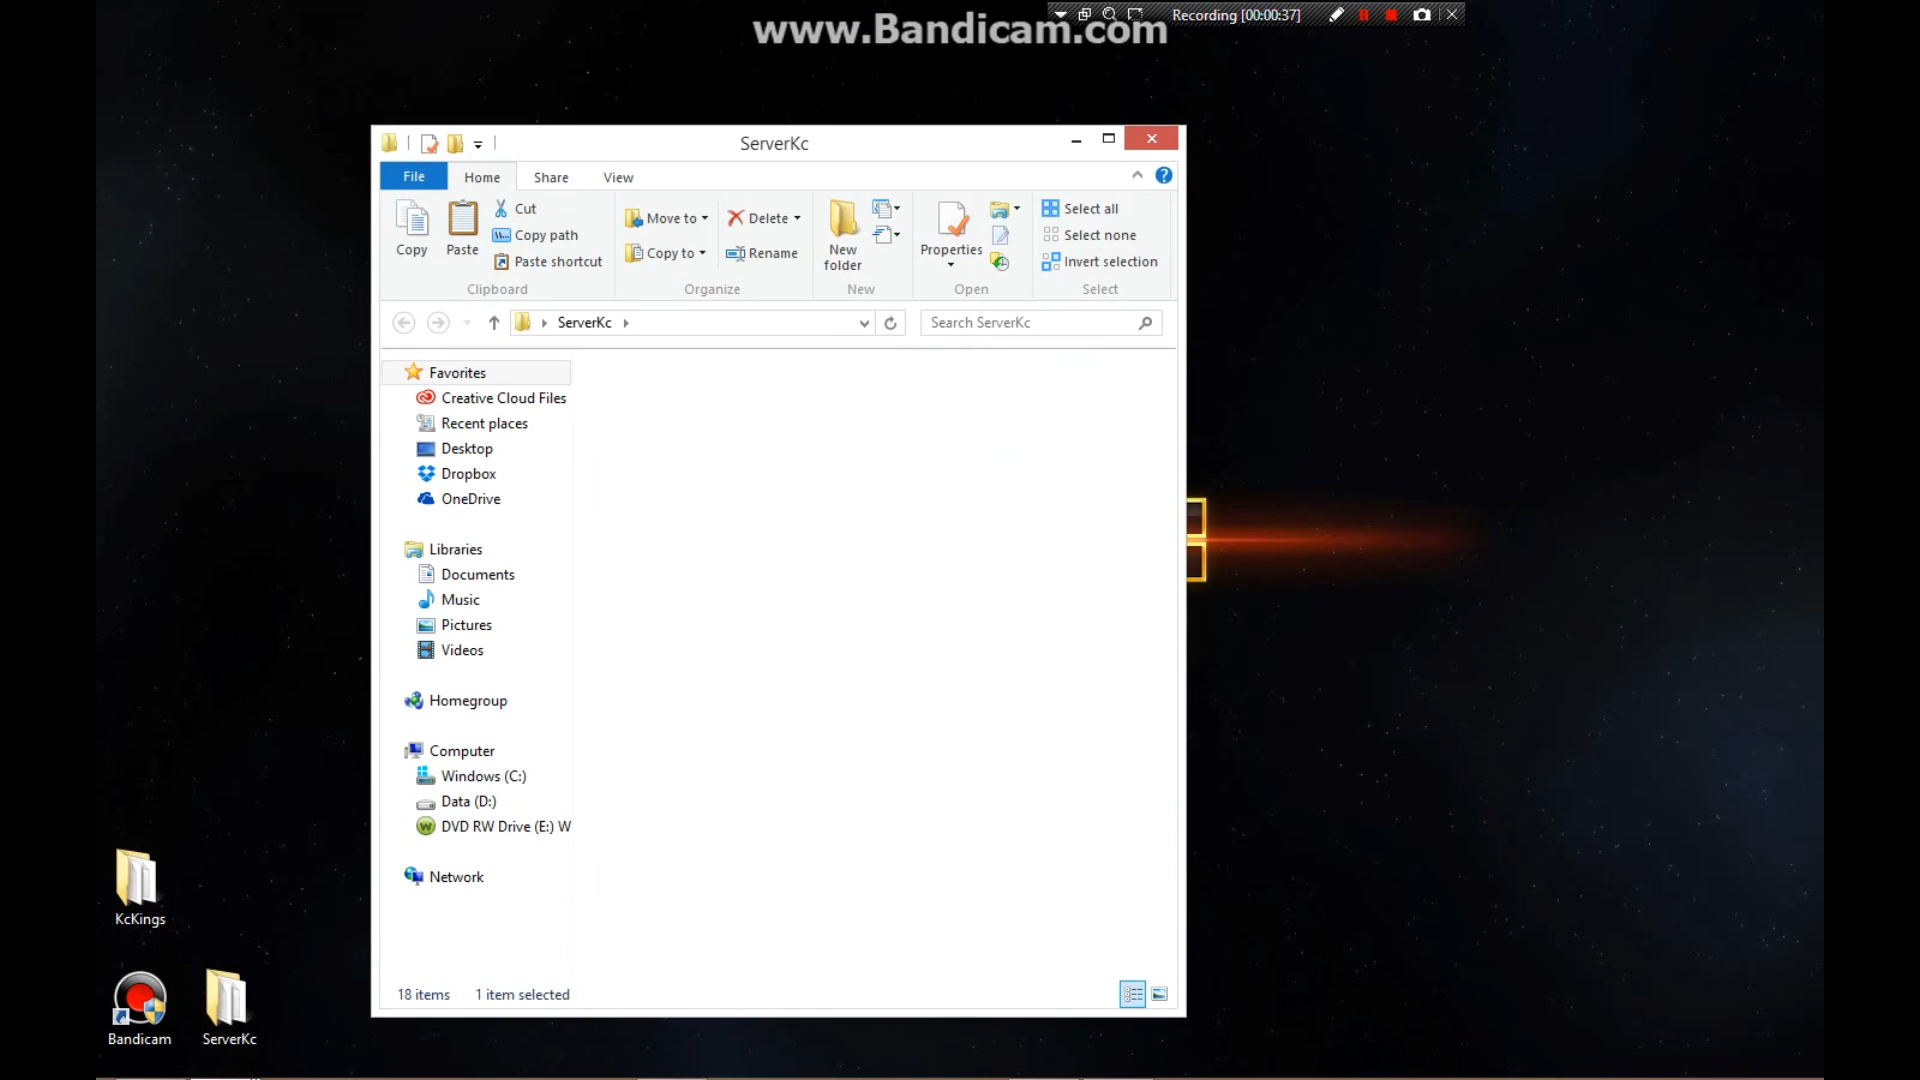 www.Bandicam.com
Recording [00:00:37]
ServerKc
File Home Share View
Copy
Paste
Cut
Copy path
Paste shortcut
Clipboard
Move to
Copy to
Delete
Rename
Organize
New folder
New
Properties
Open
Select all
Select none
Invert selection
Select
ServerKc
Search ServerKc
Favorites
Creative Cloud Files
Recent places
Desktop
Dropbox
OneDrive
Libraries
Documents
Music
Pictures
Videos
Homegroup
Computer
Windows (C:)
Data (D:)
DVD RW Drive (E:) W
Network
18 items 1 item selected
KcKings
Bandicam
ServerKc